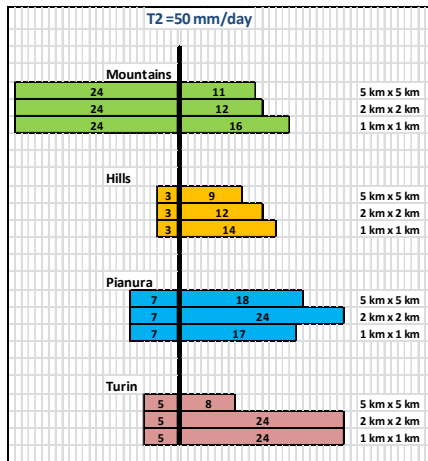 T2 =50 mm/day
Mountains
24 11 5 km x 5 km
24 12 2 km x 2 km
24 16 1 km x 1 km
Hills
3 9 5 km x 5 km
3 12 2 km x 2 km
3 14 1 km x 1 km
Pianura
7 18 5 km x 5 km
7 24 2 km x 2 km
7 17 1 km x 1 km
Turin
5 8 5 km x 5 km
5 24 2 km x 2 km
5 24 1 km x 1 km